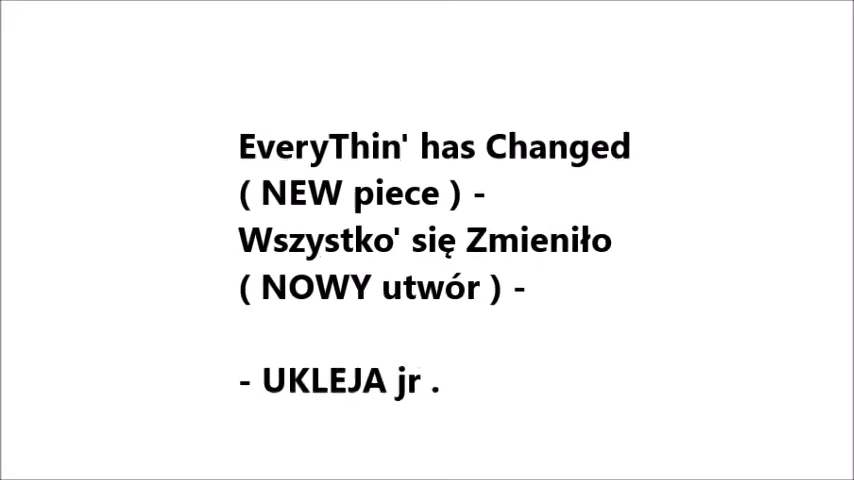 EveryThin' has Changed
( NEW piece ) -
Wszystko' się Zmieniło
( NOWY utwór ) -
- UKLEJA jr .